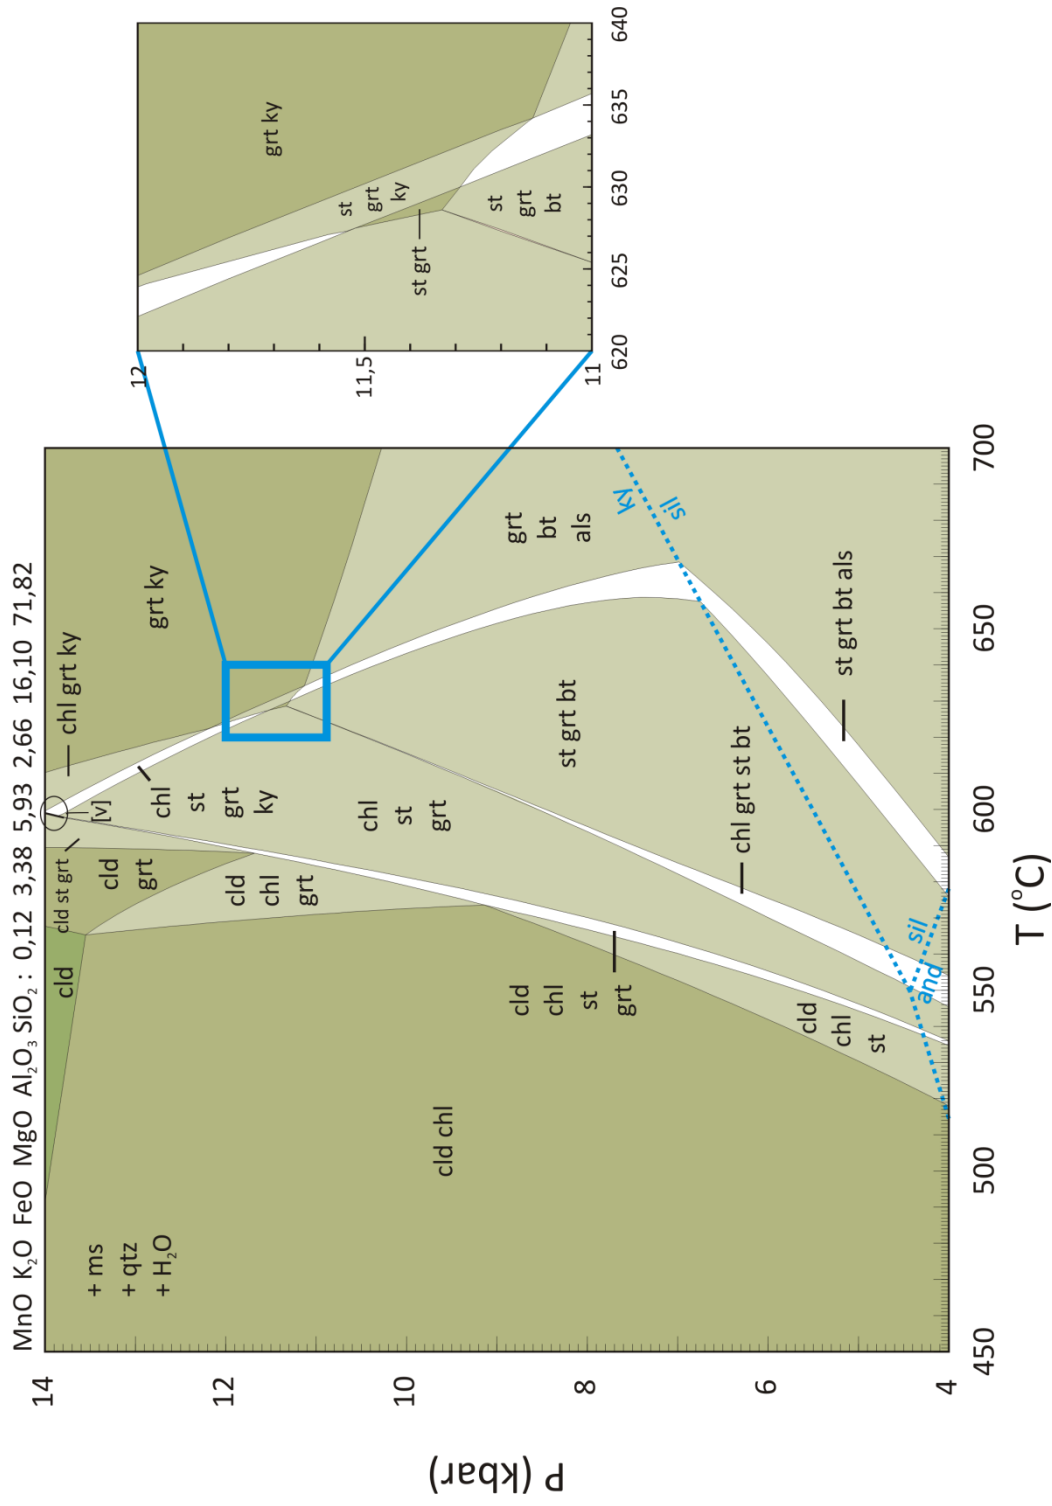 MnO K₂O FeO MgO Al₂O₃ SiO₂ : 0,12 3,38 5,93 2,66 16,10 71,82
+ ms
+ qtz
+ H₂O
cld
cld st grt
[v]
chl grt ky
grt ky
cld
grt
chl
st
grt
ky
cld
chl
grt
chl
st
grt
cld chl
cld
chl
st
grt
st grt bt
grt
bt
als
ky
sil
chl grt st bt
st grt bt als
cld
chl
st
and
sil
P (kbar)
14
12
10
8
6
4
450
500
550
600
650
700
T (°C)
12
11,5
11
620
625
630
635
640
grt ky
st
grt
ky
st grt
st
grt
bt